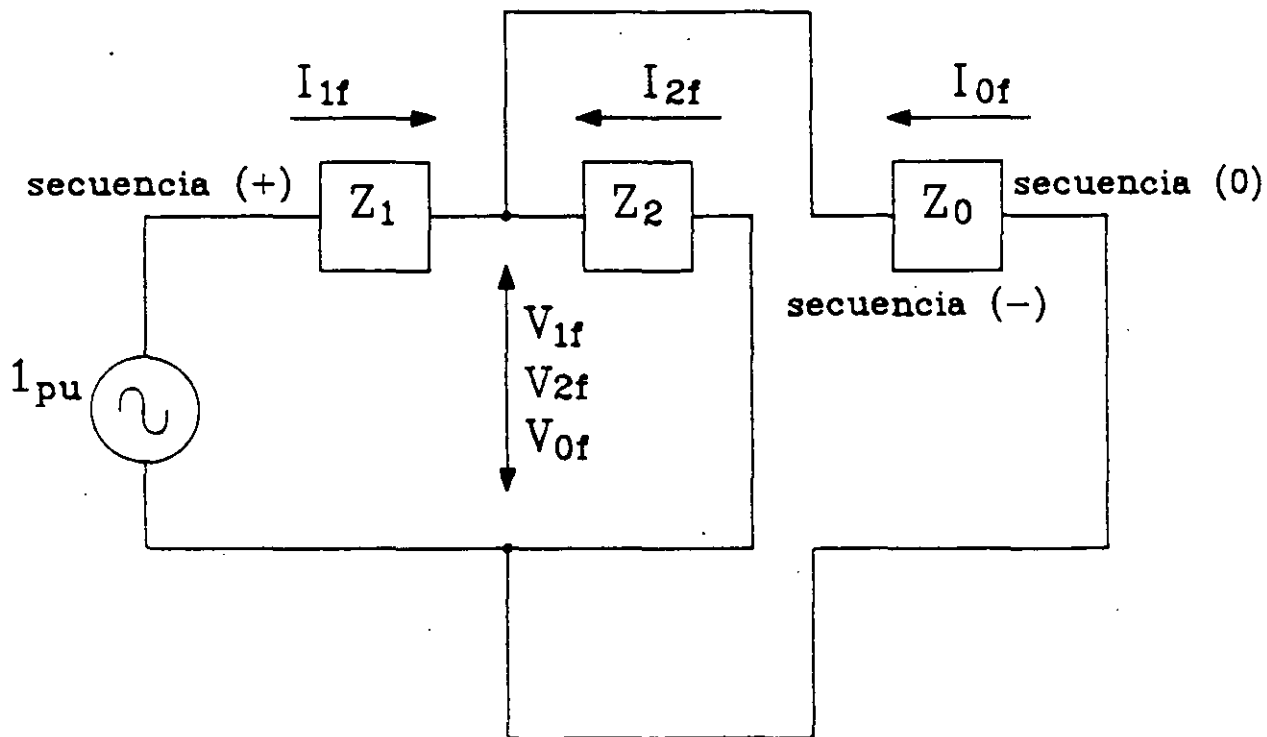 I1f
I2f
I0f
secuencia (+)
Z1
Z2
Z0
secuencia (0)
secuencia (−)
1pu
V1f
V2f
V0f